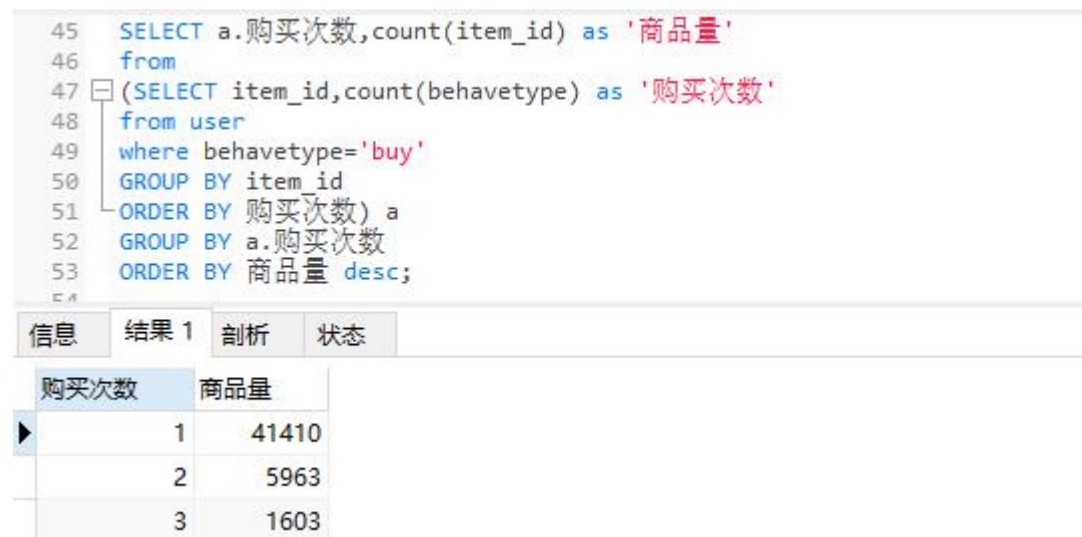 45 SELECT a.购买次数,count(item_id) as '商品量'
46 from
47 (SELECT item_id,count(behavetype) as '购买次数'
48 from user
49 where behavetype='buy'
50 GROUP BY item_id
51 ORDER BY 购买次数) a
52 GROUP BY a.购买次数
53 ORDER BY 商品量 desc;
54
信息 结果 1 剖析 状态
购买次数 商品量
1 41410
2 5963
3 1603